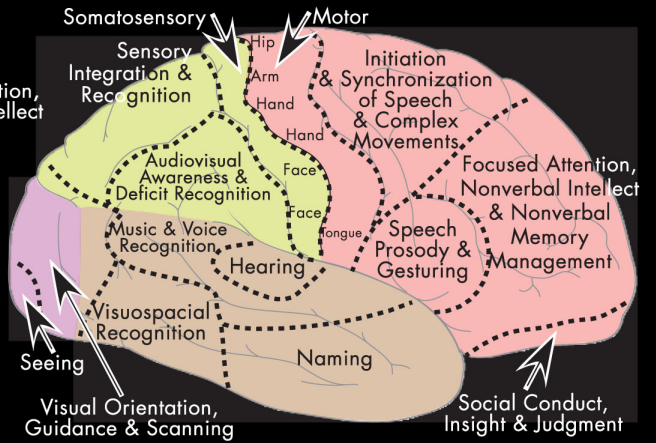 Somatosensory
Motor
Sensory
Integration &
Recognition
Hip
Arm
Hand
Hand
Face
Face
Tongue
Initiation
& Synchronization
of Speech
& Complex
Movements
tion,
ellect
Audiovisual
Awareness &
Deficit Recognition
Focused Attention,
Nonverbal Intellect
& Nonverbal
Memory
Management
Music & Voice
Recognition
Hearing
Speech
Prosody &
Gesturing
Visuospacial
Recognition
Naming
Seeing
Visual Orientation,
Guidance & Scanning
Social Conduct,
Insight & Judgment